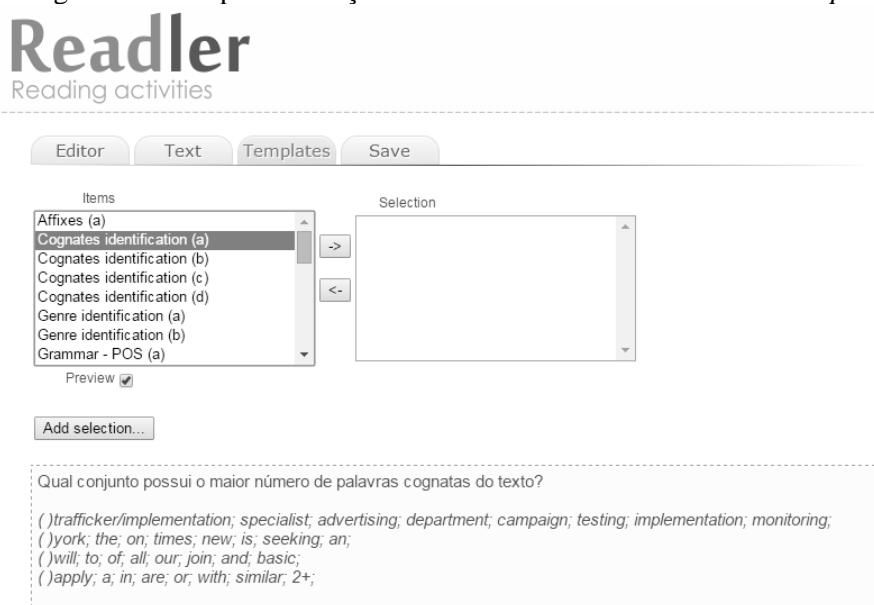 Readler
Reading activities
Editor Text Templates Save
Items
Selection
Affixes (a)
Cognates identification (a)
Cognates identification (b)
Cognates identification (c)
Cognates identification (d)
Genre identification (a)
Genre identification (b)
Grammar - POS (a)
->
<-
Preview
Add selection...
Qual conjunto possui o maior número de palavras cognatas do texto?
( )trafficker/implementation; specialist; advertising; department; campaign; testing; implementation; monitoring;
( )york; the; on; times; new; is; seeking; an;
( )will; to; of; all; our; join; and; basic;
( )apply; a; in; are; or; with; similar; 2+;